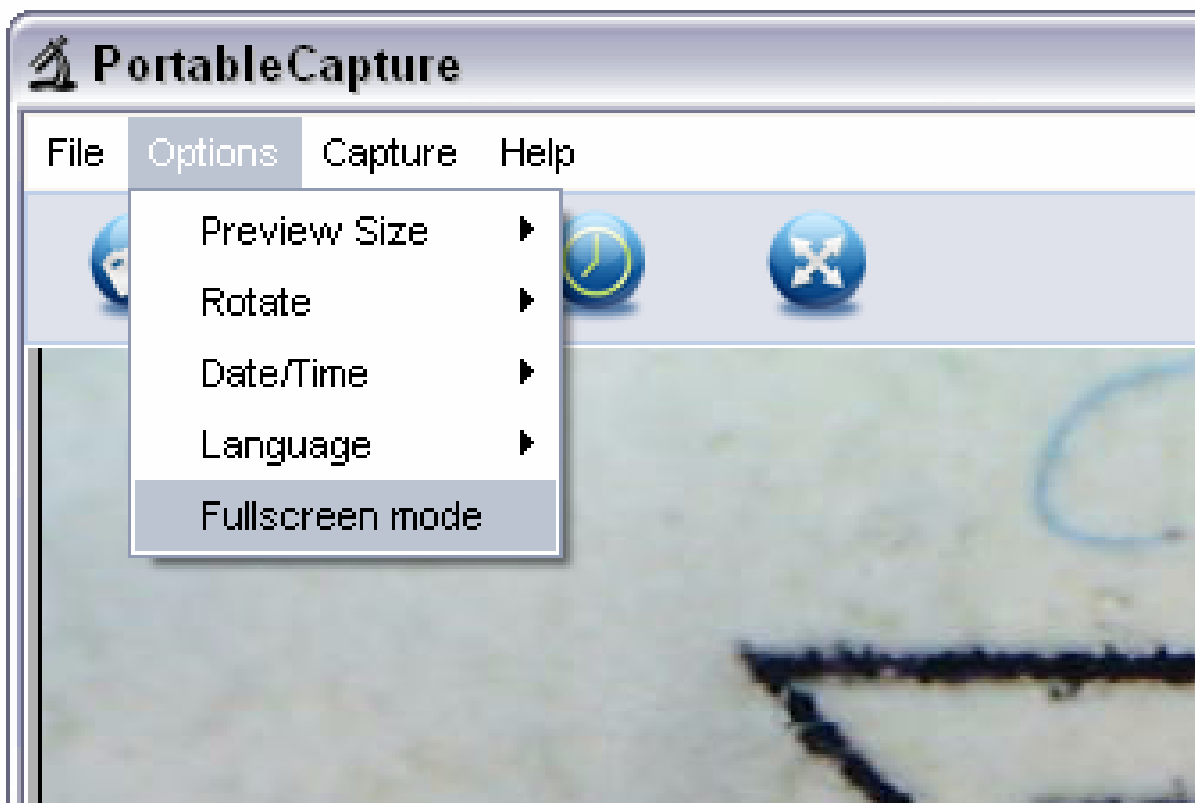 PortableCapture
File Options Capture Help
Preview Size
Rotate
Date/Time
Language
Fullscreen mode